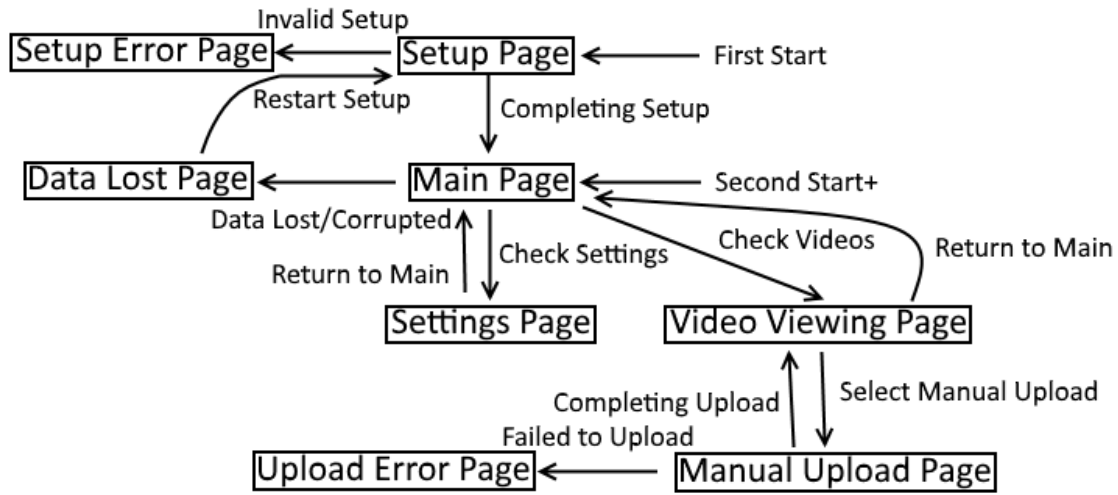 Invalid Setup
Setup Error Page
Setup Page
First Start
Restart Setup
Completing Setup
Data Lost Page
Main Page
Second Start+
Data Lost/Corrupted
Check Settings
Check Videos
Return to Main
Return to Main
Settings Page
Video Viewing Page
Completing Upload
Select Manual Upload
Failed to Upload
Upload Error Page
Manual Upload Page